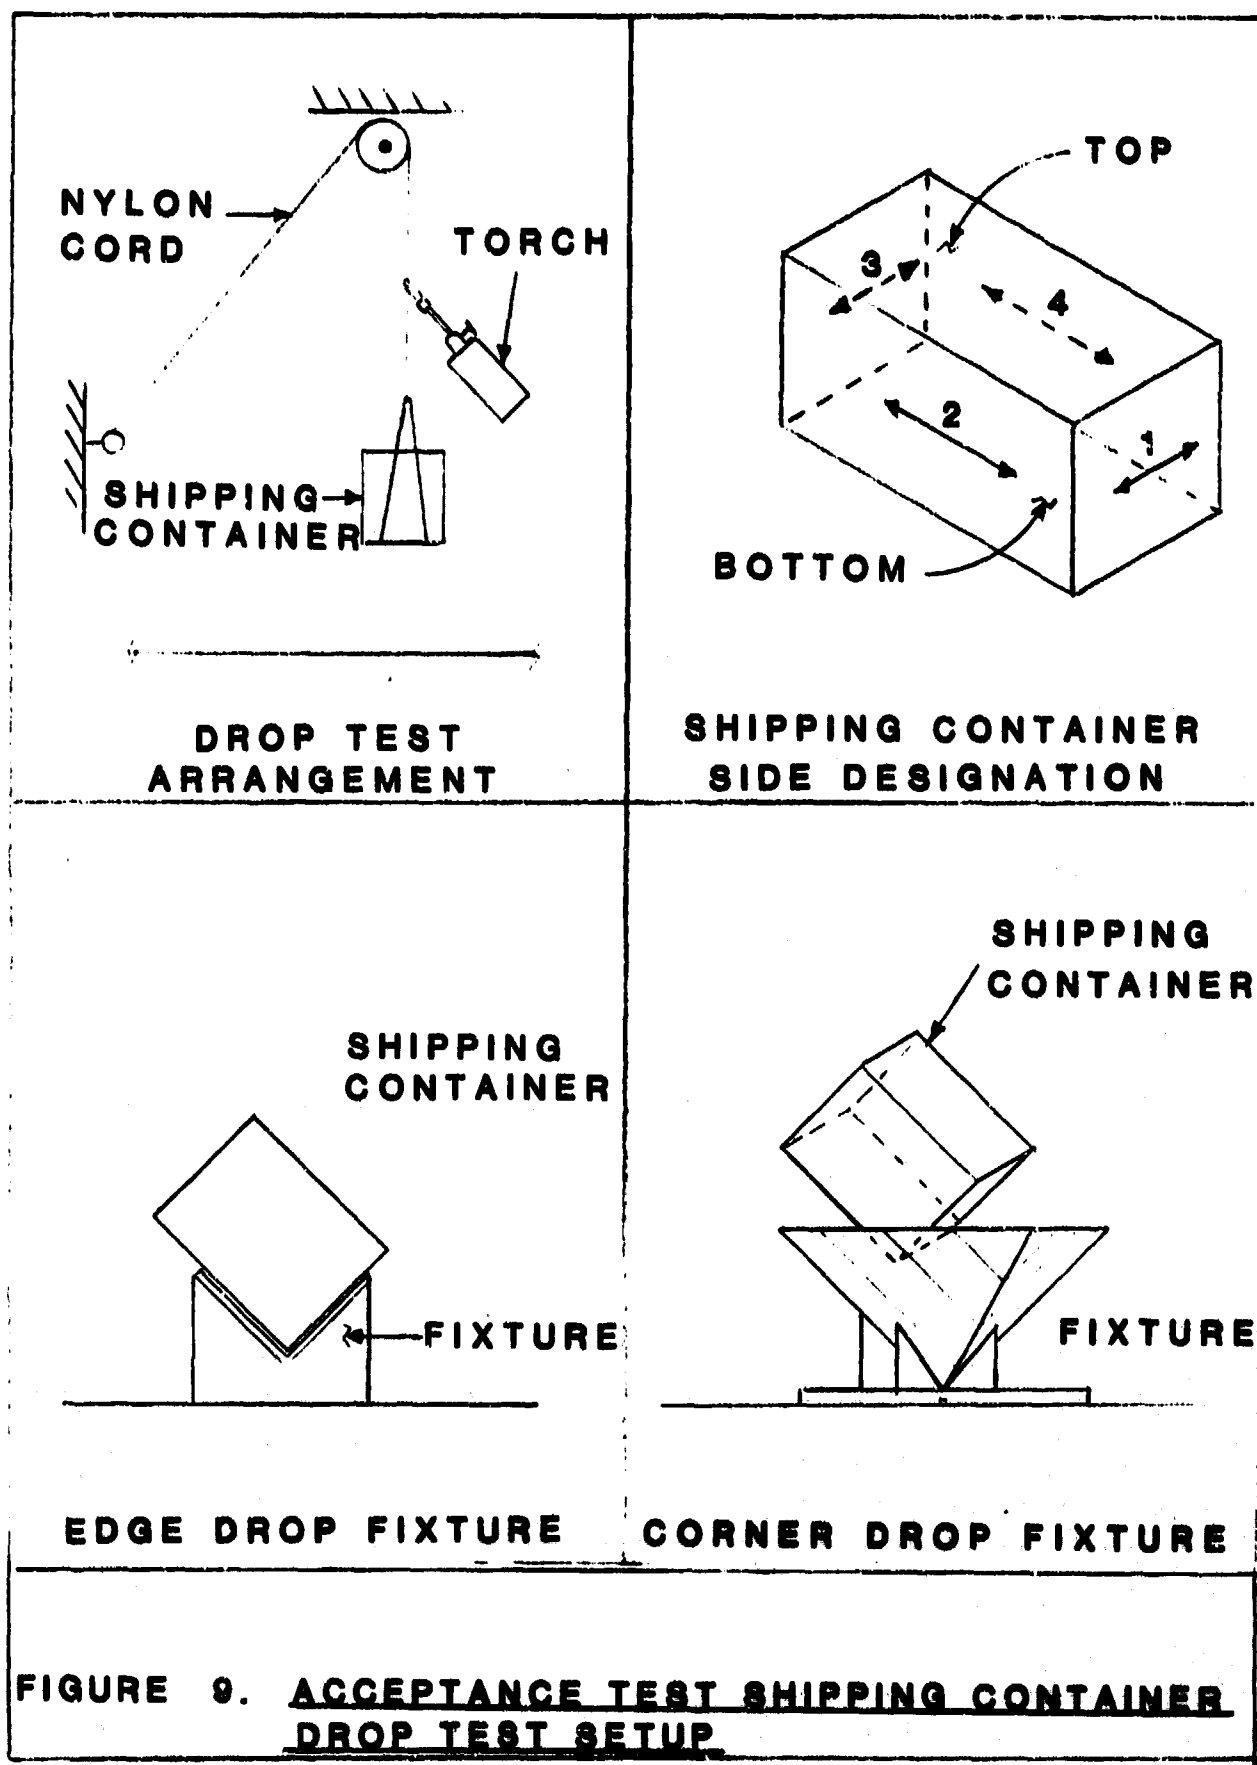 NYLON
CORD
TORCH
SHIPPING
CONTAINER
DROP TEST
ARRANGEMENT
TOP
3
4
2
1
BOTTOM
SHIPPING CONTAINER
SIDE DESIGNATION
SHIPPING
CONTAINER
FIXTURE
EDGE DROP FIXTURE
SHIPPING
CONTAINER
FIXTURE
CORNER DROP FIXTURE
FIGURE 9. ACCEPTANCE TEST SHIPPING CONTAINER
DROP TEST SETUP